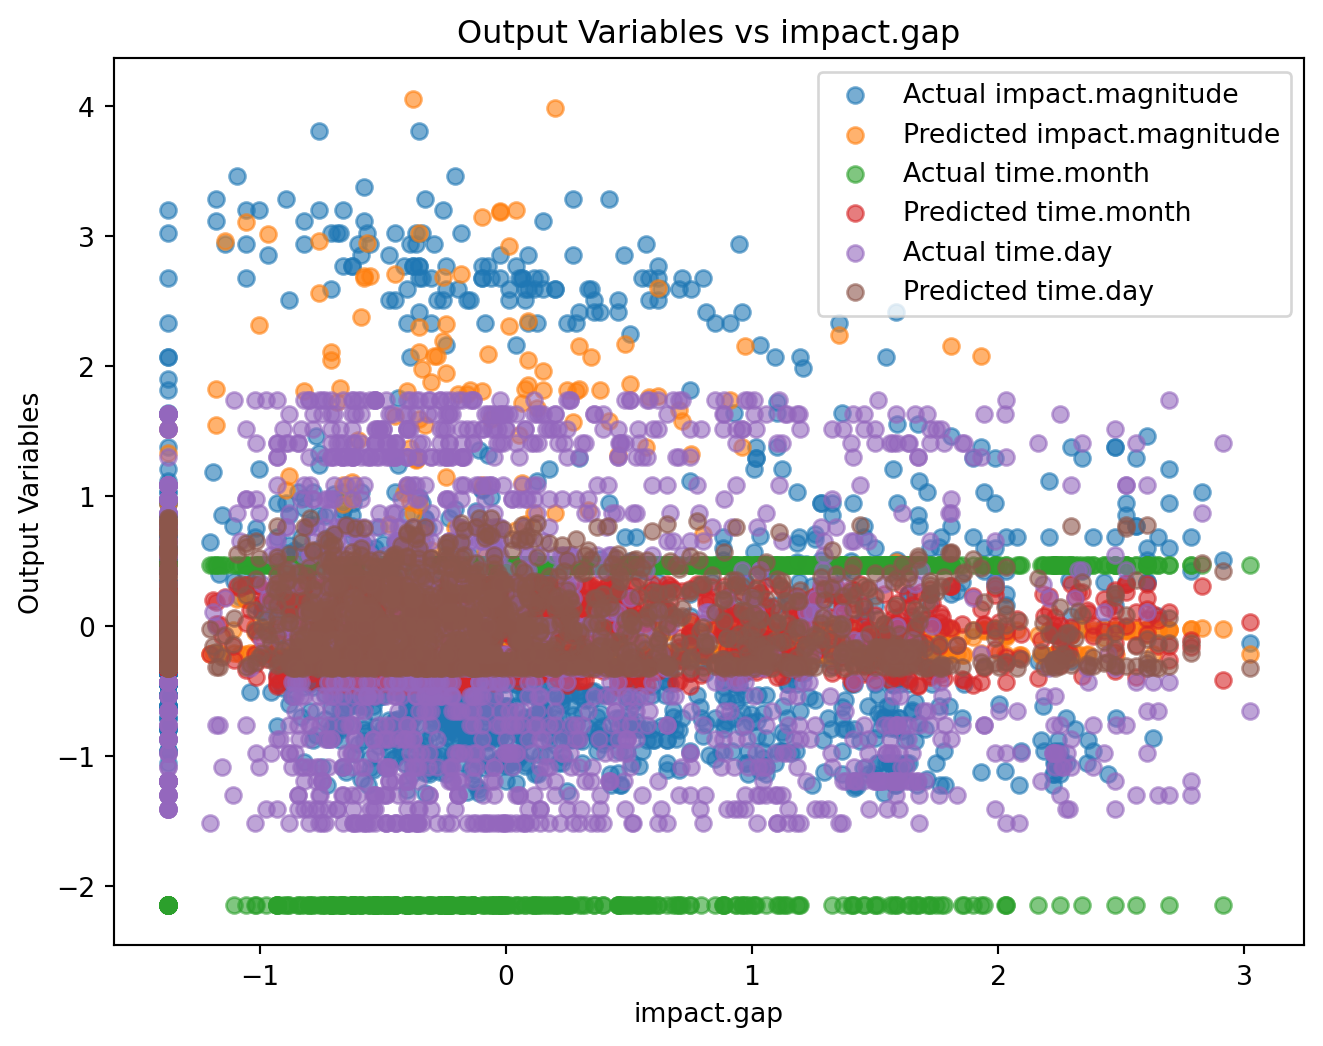 Output Variables vs impact.gap
Actual impact.magnitude
Predicted impact.magnitude
Actual time.month
Predicted time.month
Actual time.day
Predicted time.day
Output Variables
4
3
2
1
0
−1
−2
−1
0
1
2
3
impact.gap